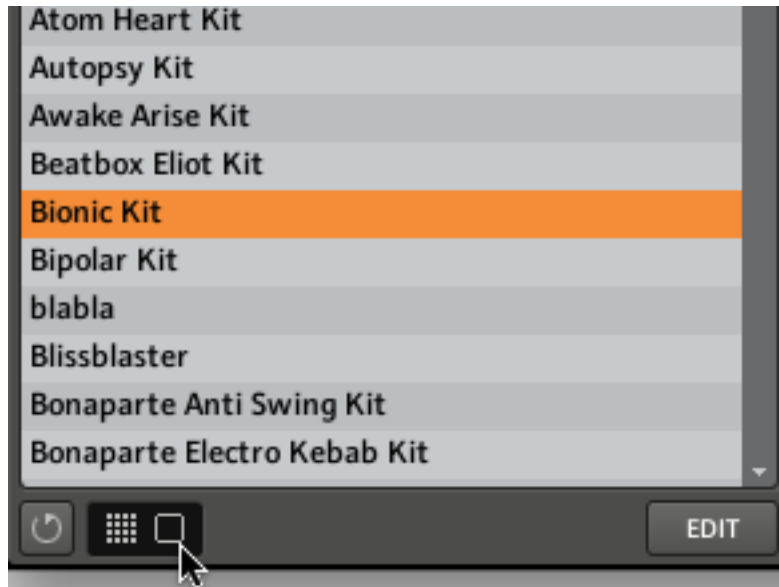 Atom Heart Kit
Autopsy Kit
Awake Arise Kit
Beatbox Eliot Kit
Bionic Kit
Bipolar Kit
blabla
Blissblaster
Bonaparte Anti Swing Kit
Bonaparte Electro Kebab Kit
EDIT